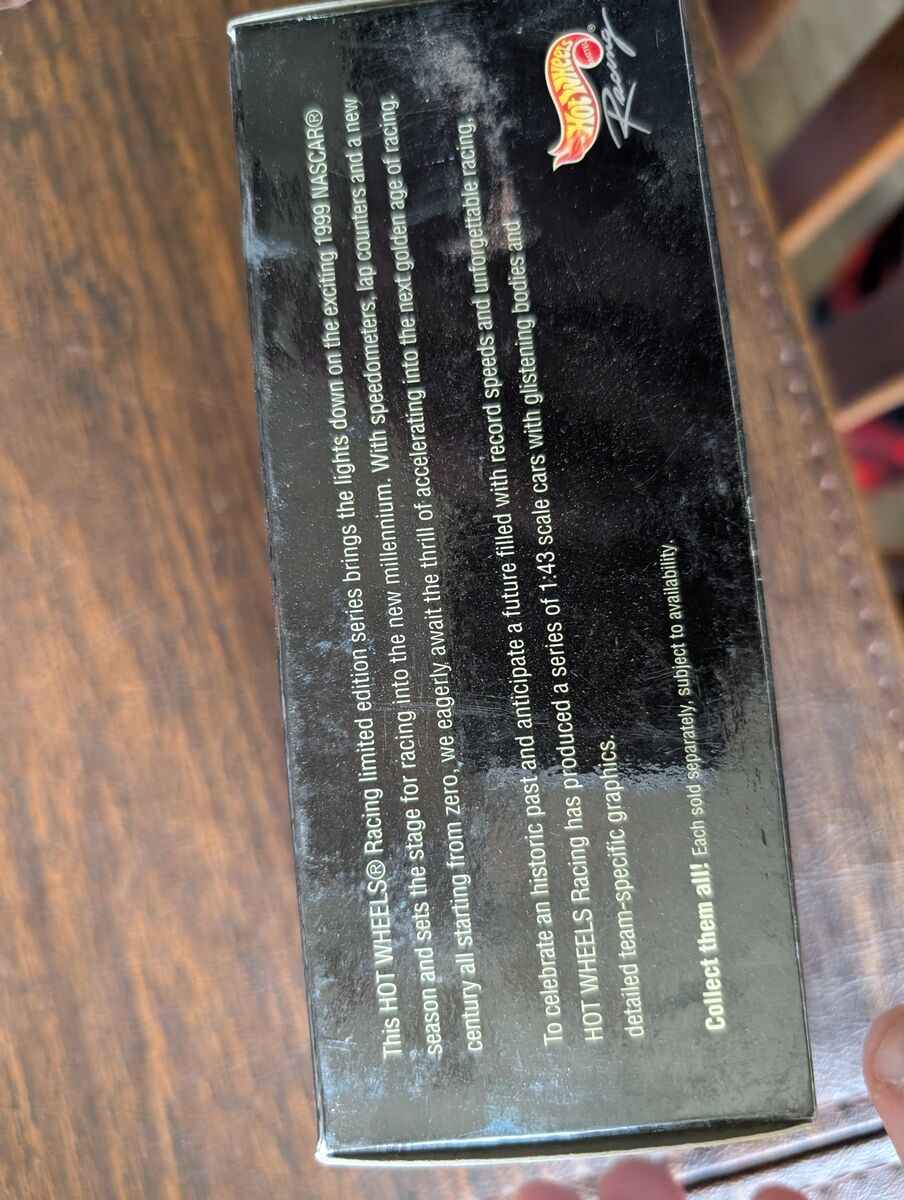 This HOT WHEELS® Racing limited edition series brings the lights down on the exciting 1999 NASCAR®
season and sets the stage for racing into the new millennium. With speedometers, lap counters and a new
century all starting from zero, we eagerly await the thrill of accelerating into the next golden age of racing.
To celebrate an historic past and anticipate a future filled with record speeds and unforgettable racing,
HOT WHEELS Racing has produced a series of 1:43 scale cars with glistening bodies and
detailed team-specific graphics.
Collect them all! Each sold separately, subject to availability.
HOT WHEELS ®
MATTEL
Racing